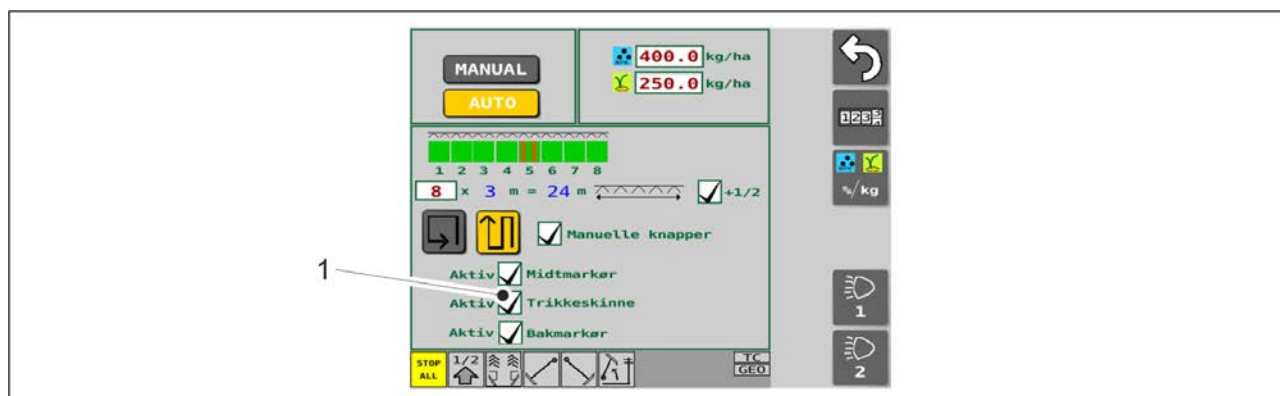 MANUAL
AUTO
400.0 kg/ha
250.0 kg/ha
1 2 3 4 5 6 7 8
8 x 3 m = 24 m +1/2
Manuelle knapper
1
Aktiv Midtmarkør
Aktiv Trikkeskinne
Aktiv Bakmarkør
STOP ALL
1/2
TC
GEO
%/kg
1
2